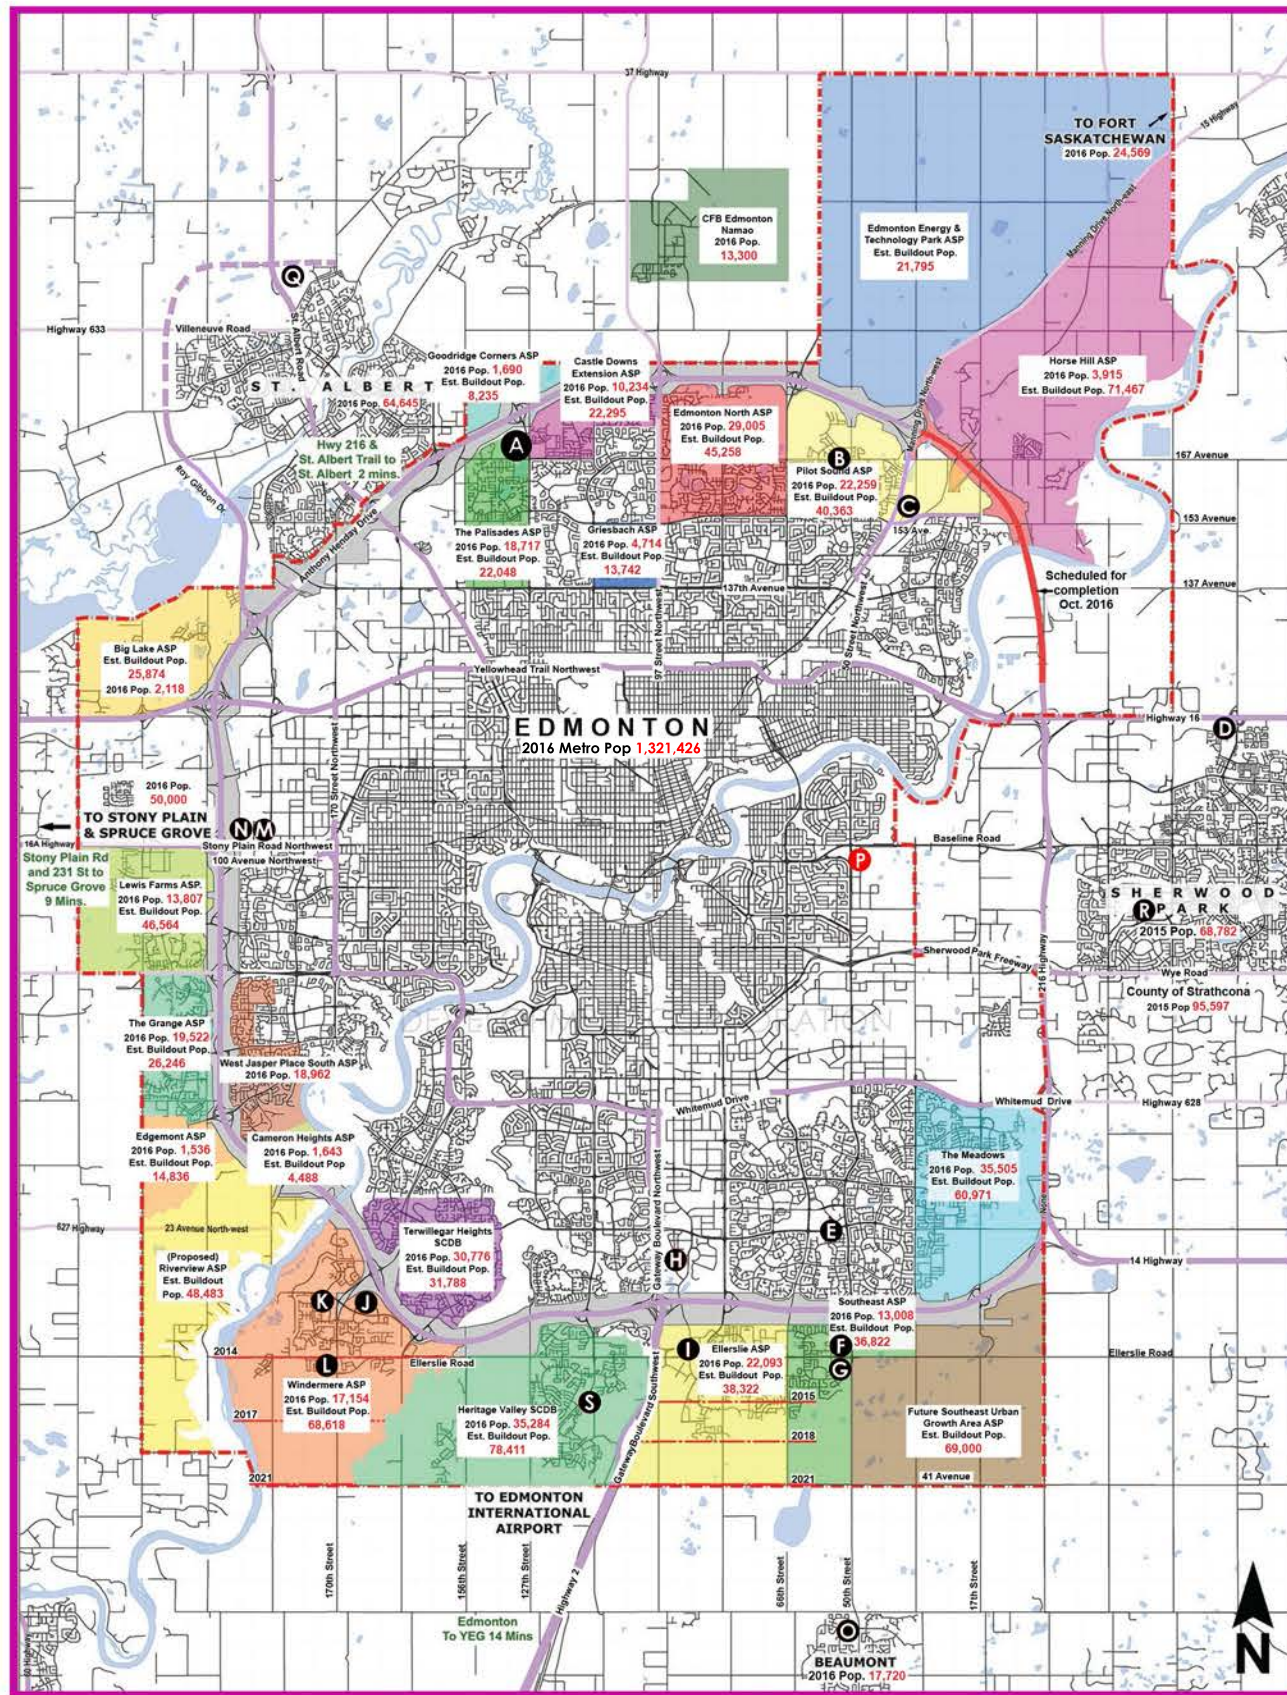 37 Highway
TO FORT
SASKATCHEWAN
2016 Pop. 24,569
15 Highway
CFB Edmonton
Namao
2016 Pop.
13,300
Edmonton Energy &
Technology Park ASP
Est. Buildout Pop.
21,795
Manning Drive North-east
Q
St. Albert Road
Highway 633
Villeneuve Road
Goodridge Corners ASP
2016 Pop. 1,690
Est. Buildout Pop.
8,235
Castle Downs
Extension ASP
2016 Pop. 10,234
Est. Buildout Pop.
22,295
Manning Drive North-west
Horse Hill ASP
2016 Pop. 3,915
Est. Buildout Pop. 71,467
ST. ALBERT
2016 Pop. 64,645
Edmonton North ASP
2016 Pop. 29,005
Est. Buildout Pop.
45,258
Hwy 216 &
St. Albert Trail to
St. Albert 2 mins.
A
B
Pilot Sound ASP
2016 Pop. 22,259
Est. Buildout Pop.
40,363
Manning Drive North-west
167 Avenue
Ray Gibbon Dr.
Anthony Henday Drive
C
153 Ave.
153 Avenue
The Palisades ASP
2016 Pop. 18,717
Est. Buildout Pop.
22,048
Griesbach ASP
2016 Pop. 4,714
Est. Buildout Pop.
13,742
137th Avenue
137 Avenue
Scheduled for
completion
Oct. 2016
97 Street Northwest
50 Street Northwest
Big Lake ASP
Est. Buildout Pop.
25,874
2016 Pop. 2,118
Yellowhead Trail Northwest
EDMONTON
2016 Metro Pop 1,321,426
Highway 16
D
170 Street Northwest
2016 Pop.
50,000
TO STONY PLAIN
& SPRUCE GROVE
N
M
16A Highway
Stony Plain Road Northwest
100 Avenue Northwest
Baseline Road
P
Stony Plain Rd
and 231 St to
Spruce Grove
9 Mins.
Lewis Farms ASP.
2016 Pop. 13,807
Est. Buildout Pop.
46,564
SHERWOOD
R PARK
2015 Pop. 68,782
Sherwood Park Freeway
216 Highway
Wye Road
County of Strathcona
2015 Pop 95,597
The Grange ASP
2016 Pop. 19,522
Est. Buildout Pop.
26,246
West Jasper Place South ASP
2016 Pop. 18,962
Whitemud Drive
Whitemud Drive
Highway 628
Edgemont ASP
2016 Pop. 1,536
Est. Buildout Pop.
14,836
Cameron Heights ASP
2016 Pop. 1,643
Est. Buildout Pop
4,488
The Meadows
2016 Pop. 35,505
Est. Buildout Pop.
60,971
None
Gateway Boulevard Northwest
627 Highway
23 Avenue North-west
Terwillegar Heights
SCDB
2016 Pop. 30,776
Est. Buildout Pop.
31,788
E
H
14 Highway
(Proposed)
Riverview ASP
Est. Buildout
Pop. 48,483
K
J
Southeast ASP
2016 Pop. 13,008
Est. Buildout Pop.
36,822
F
G
2014
Ellerslie Road
Ellerslie Road
L
I
Ellerslie ASP
2016 Pop. 22,093
Est. Buildout Pop.
38,322
2015
Windermere ASP
2016 Pop. 17,154
Est. Buildout Pop.
68,618
2017
Heritage Valley SCDB
2016 Pop. 35,284
Est. Buildout Pop.
78,411
S
Gateway Boulevard Southwest
2018
Future Southeast Urban
Growth Area ASP
Est. Buildout Pop.
69,000
2021
2021
41 Avenue
TO EDMONTON
INTERNATIONAL
AIRPORT
170th Street
156th Street
127th Street
Highway 2
66th Street
50th Street
17th Street
Edmonton
To YEG 14 Mins
O
BEAUMONT
2016 Pop. 17,720
N